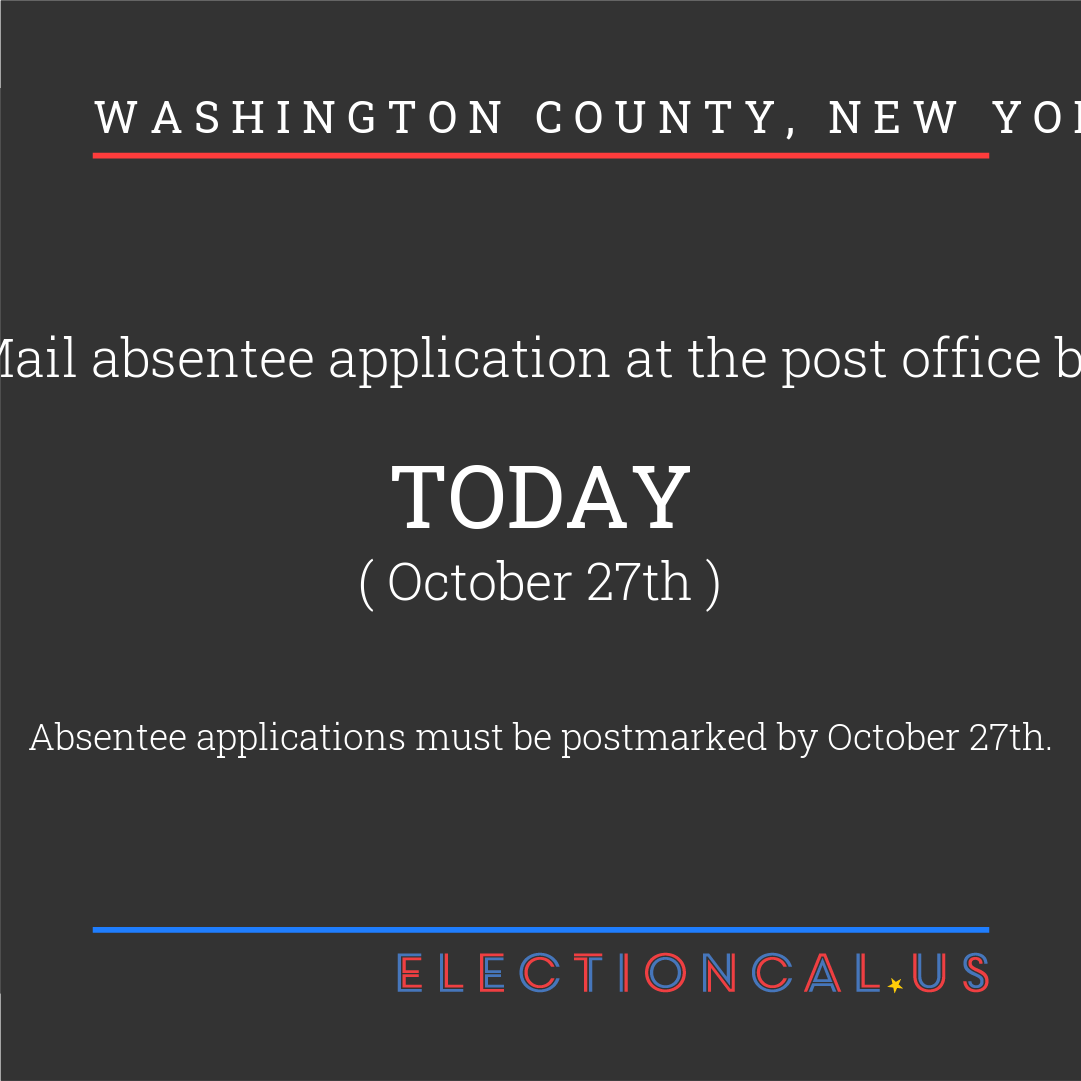 WASHINGTON COUNTY, NEW YO
Mail absentee application at the post office b
TODAY
( October 27th )
Absentee applications must be postmarked by October 27th.
ELECTIONCAL.US